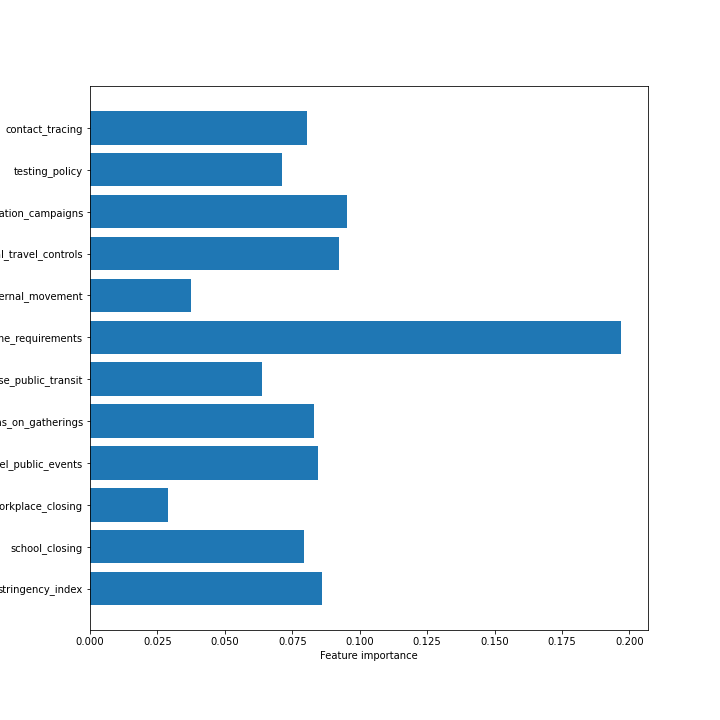 contact_tracing
testing_policy
ation_campaigns
l_travel_controls
ernal_movement
ne_requirements
se_public_transit
ns_on_gatherings
el_public_events
orkplace_closing
school_closing
stringency_index
0.000 0.025 0.050 0.075 0.100 0.125 0.150 0.175 0.200
Feature importance